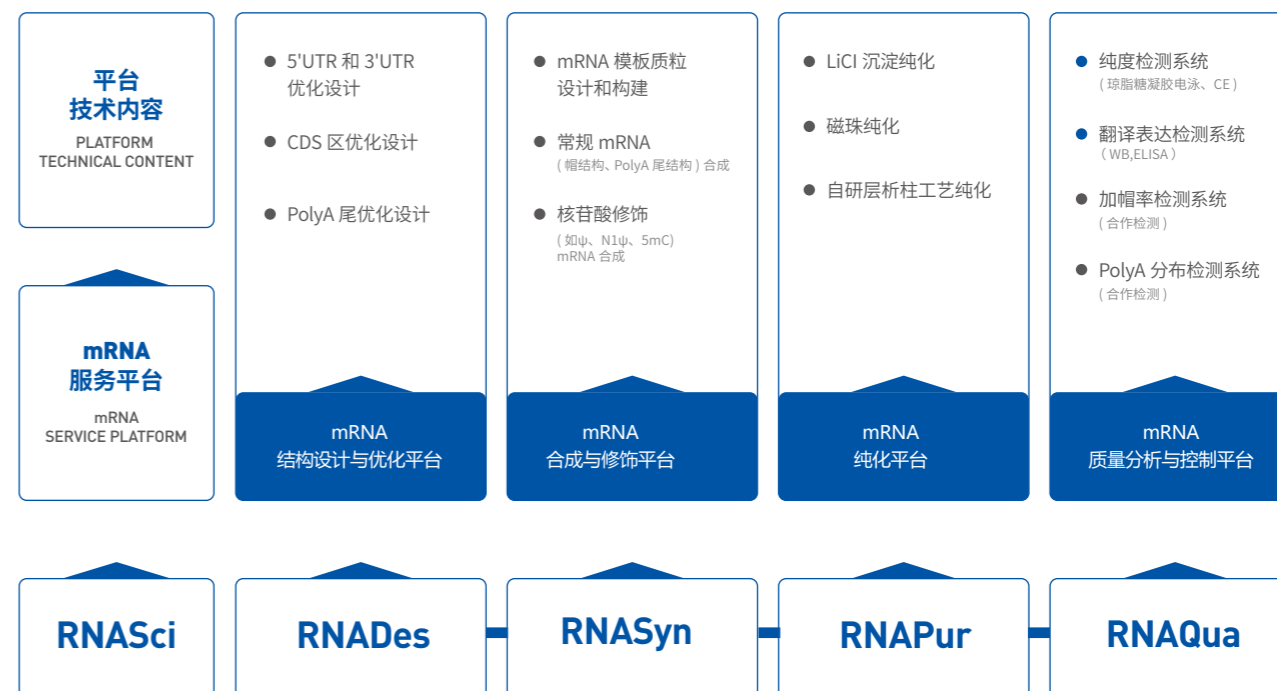 平台
技术内容
PLATFORM
TECHNICAL CONTENT
mRNA
服务平台
mRNA
SERVICE PLATFORM
● 5'UTR 和 3'UTR
优化设计
● CDS 区优化设计
● PolyA 尾优化设计
mRNA
结构设计与优化平台
● mRNA 模板质粒
设计和构建
● 常规 mRNA
( 帽结构、PolyA 尾结构 ) 合成
● 核苷酸修饰
( 如ψ、N1ψ、5mC)
mRNA 合成
mRNA
合成与修饰平台
● LiCl 沉淀纯化
● 磁珠纯化
● 自研层析柱工艺纯化
mRNA
纯化平台
● 纯度检测系统
( 琼脂糖凝胶电泳、CE )
● 翻译表达检测系统
( WB,ELISA )
● 加帽率检测系统
( 合作检测 )
● PolyA 分布检测系统
( 合作检测 )
mRNA
质量分析与控制平台
RNASci
RNADes
RNASyn
RNAPur
RNAQua